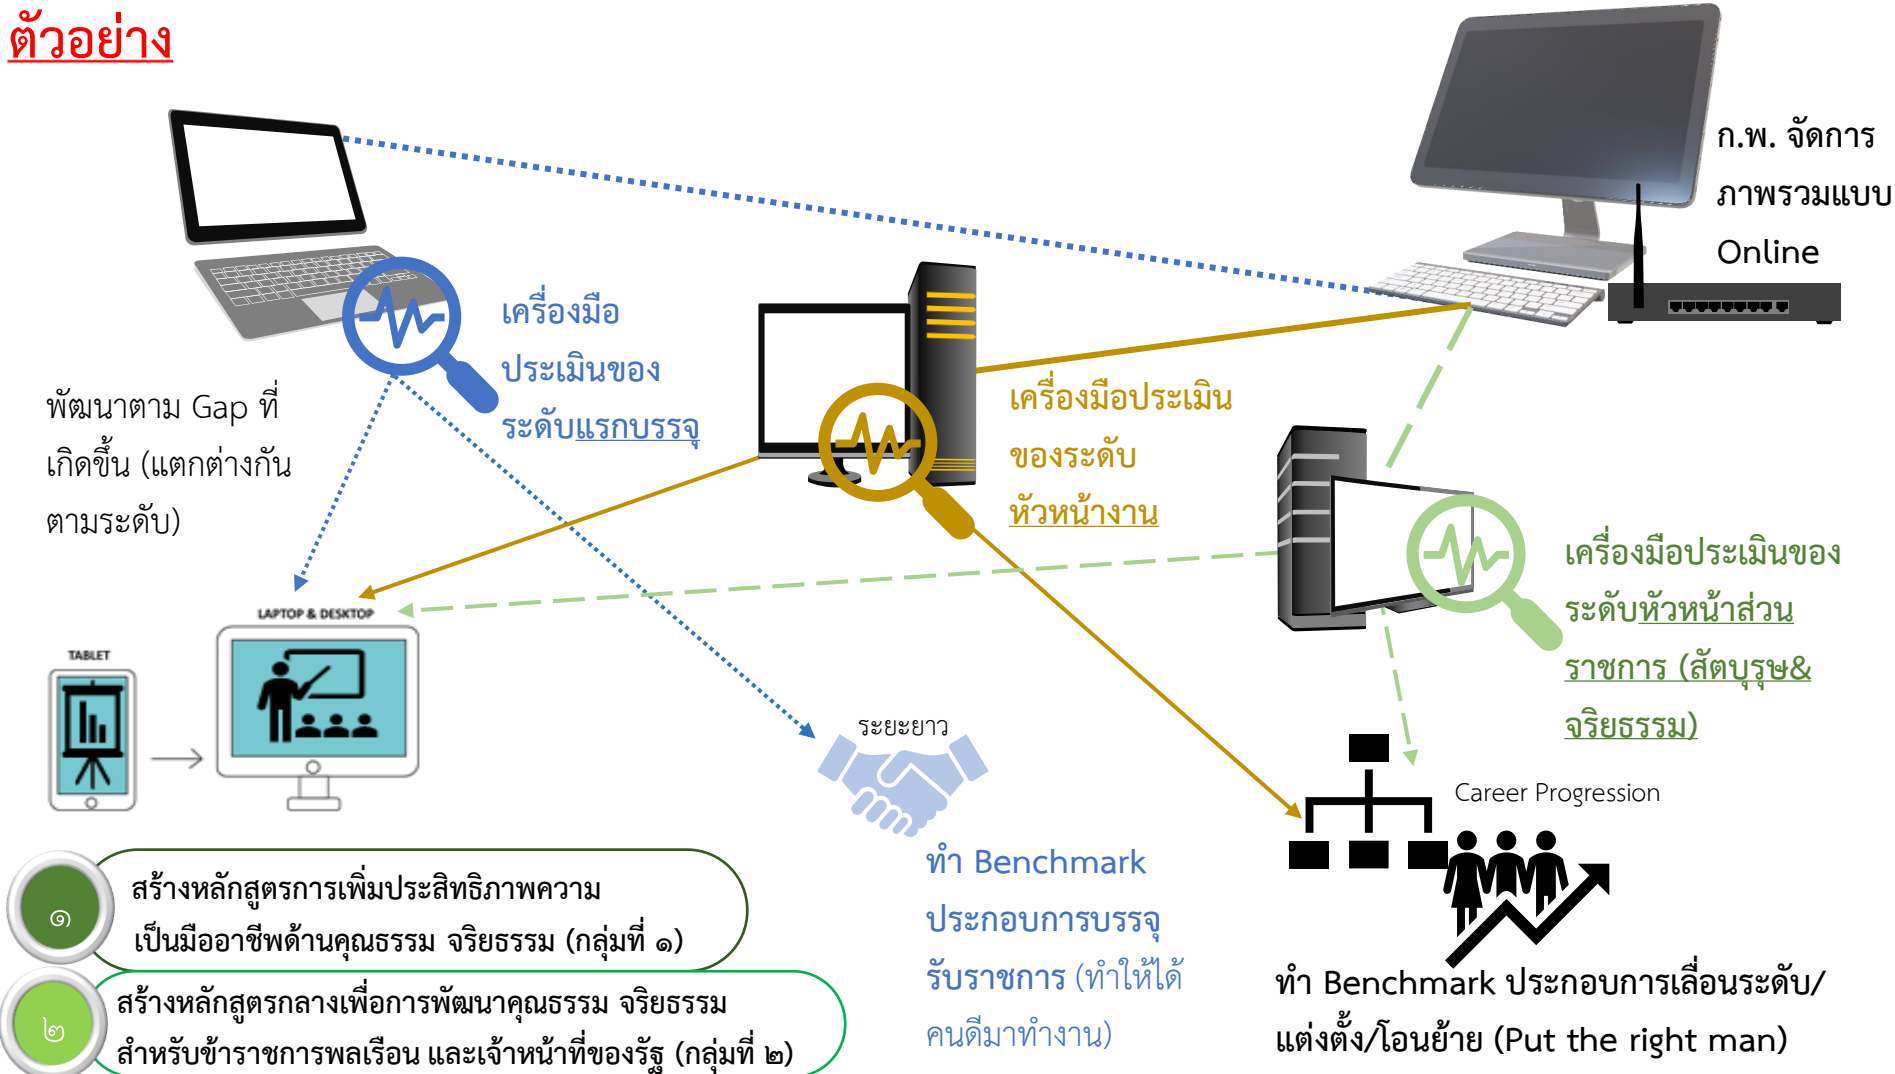 ตัวอย่าง
ก.พ. จัดการ
ภาพรวมแบบ
Online
เครื่องมือ
ประเมินของ
ระดับแรกบรรจุ
เครื่องมือประเมิน
ของระดับ
หัวหน้างาน
พัฒนาตาม Gap ที่
เกิดขึ้น (แตกต่างกัน
ตามระดับ)
เครื่องมือประเมินของ
ระดับหัวหน้าส่วน
ราชการ (สัตบุรุษ&
จริยธรรม)
LAPTOP & DESKTOP
TABLET
ระยะยาว
Career Progression
ทำ Benchmark
ประกอบการบรรจุ
รับราชการ (ทำให้ได้
คนดีมาทำงาน)
ทำ Benchmark ประกอบการเลื่อนระดับ/
แต่งตั้ง/โอนย้าย (Put the right man)
๑
สร้างหลักสูตรการเพิ่มประสิทธิภาพความ
เป็นมืออาชีพด้านคุณธรรม จริยธรรม (กลุ่มที่ ๑)
๒
สร้างหลักสูตรกลางเพื่อการพัฒนาคุณธรรม จริยธรรม
สำหรับข้าราชการพลเรือน และเจ้าหน้าที่ของรัฐ (กลุ่มที่ ๒)